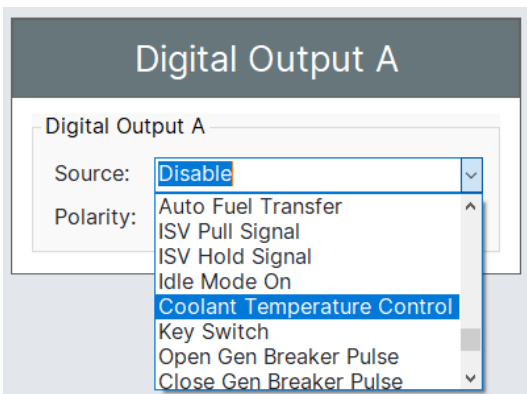 Digital Output A
Digital Output A
Source:
Disable
Polarity:
Auto Fuel Transfer
ISV Pull Signal
ISV Hold Signal
Idle Mode On
Coolant Temperature Control
Key Switch
Open Gen Breaker Pulse
Close Gen Breaker Pulse